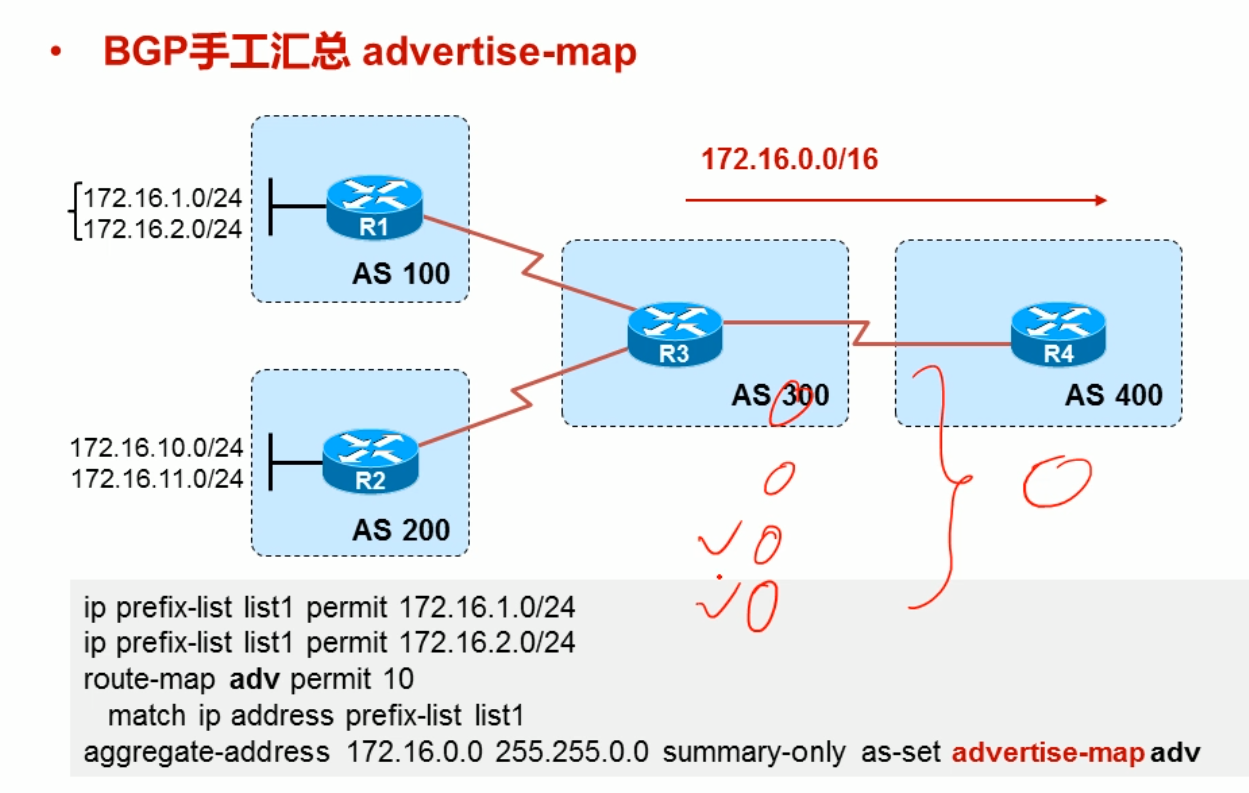 • BGP手工汇总 advertise-map
172.16.0.0/16
172.16.1.0/24
172.16.2.0/24
R1
AS 100
R3
AS 300
R4
AS 400
172.16.10.0/24
172.16.11.0/24
R2
AS 200
ip prefix-list list1 permit 172.16.1.0/24
ip prefix-list list1 permit 172.16.2.0/24
route-map adv permit 10
match ip address prefix-list list1
aggregate-address 172.16.0.0 255.255.0.0 summary-only as-set advertise-map adv